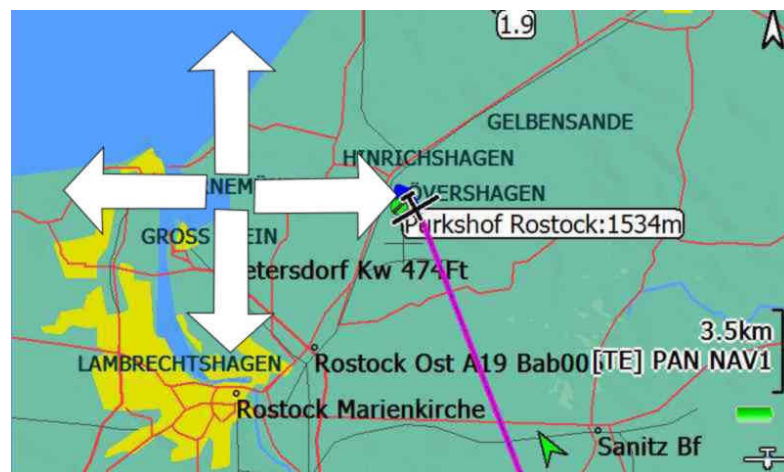 1.9
GELBENSANDE
HINRICHSHAGEN
ÖVERSHAGEN
Purkshof Rostock:1534m
GROSS
etersdorf Kw 474Ft
3.5km
LAMBRECHTSHAGEN
Rostock Ost A19 Bab00
[TE] PAN NAV1
Rostock Marienkirche
Sanitz Bf